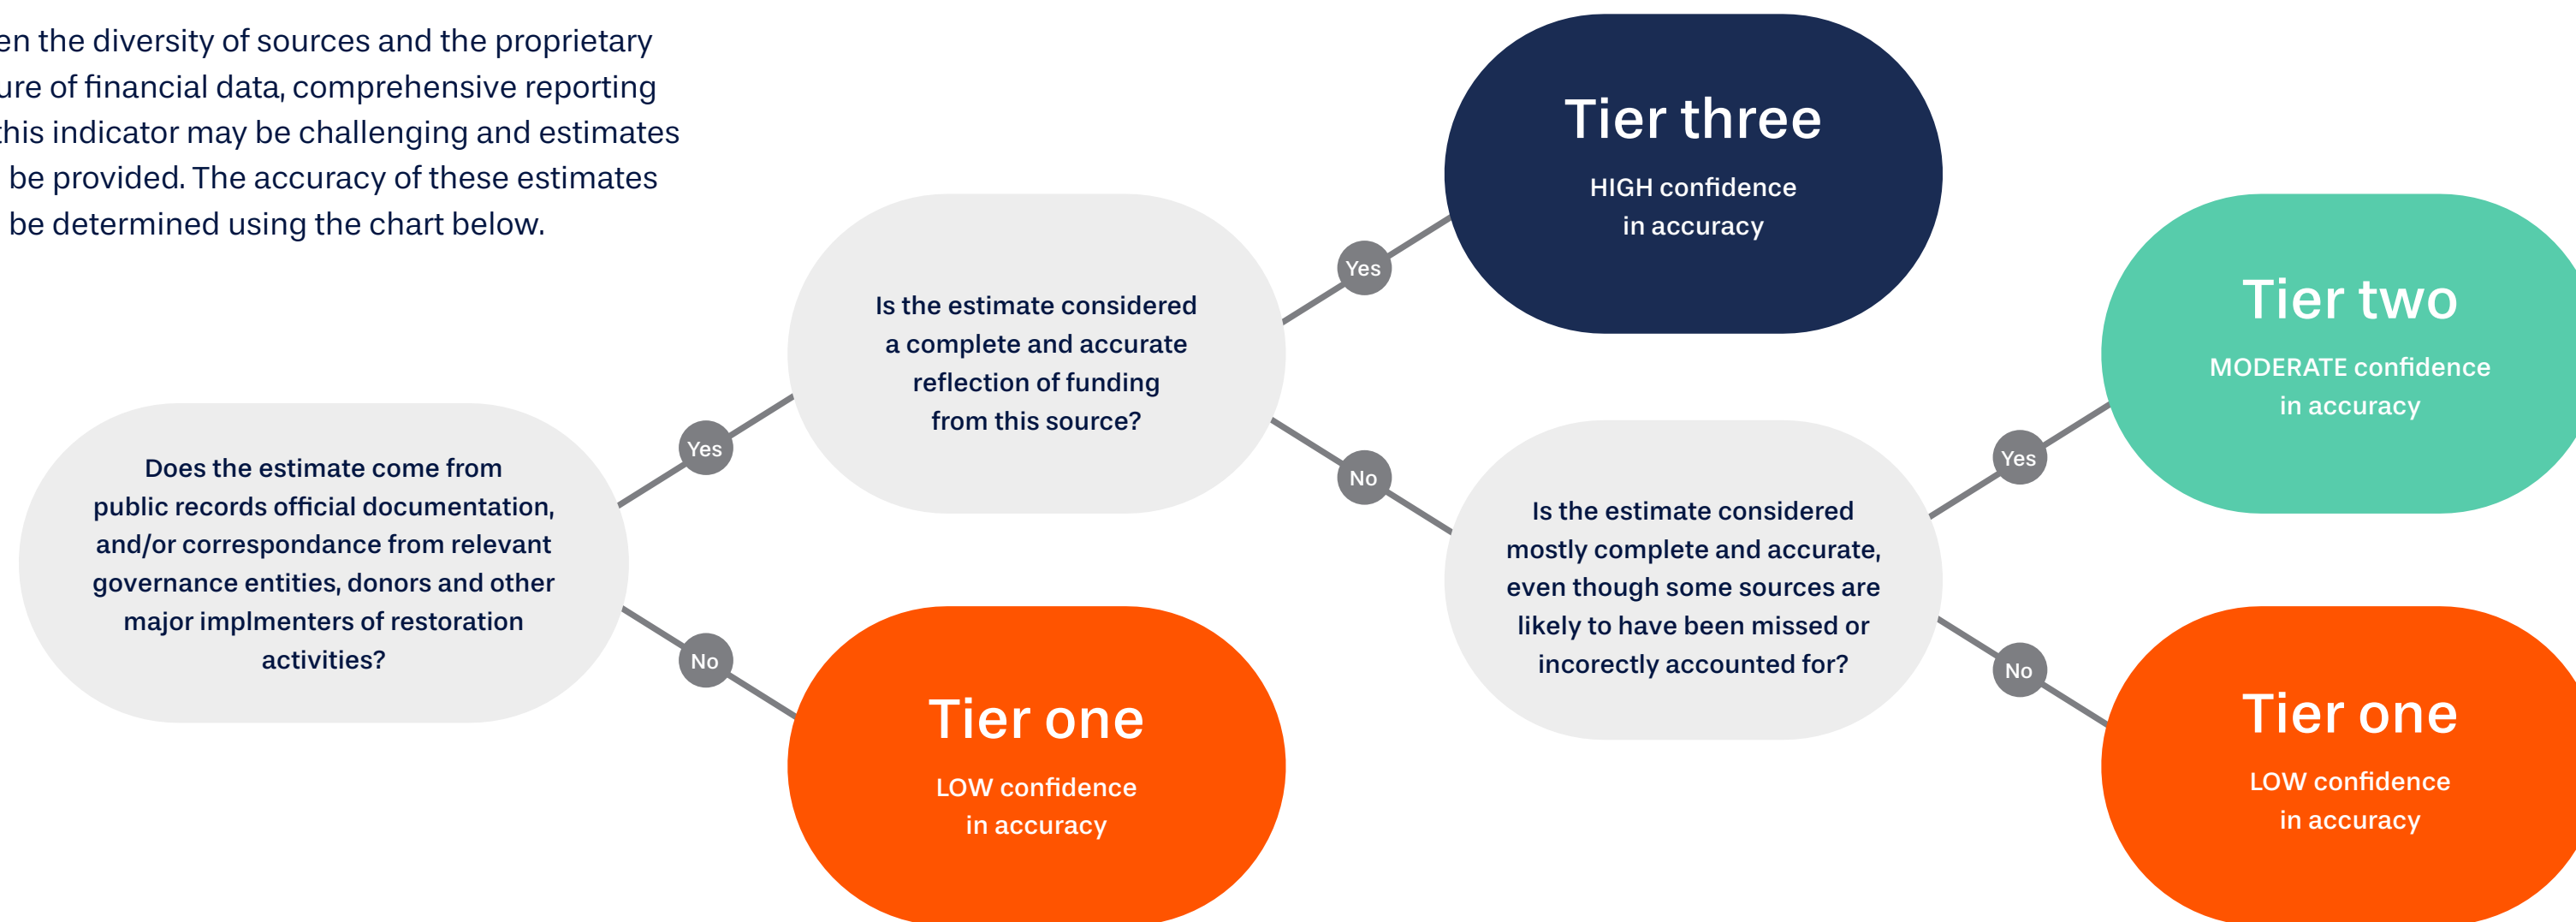 en the diversity of sources and the proprietary
ure of financial data, comprehensive reporting
this indicator may be challenging and estimates
be provided. The accuracy of these estimates
be determined using the chart below.
Does the estimate come from
public records official documentation,
and/or correspondance from relevant
governance entities, donors and other
major implmenters of restoration
activities?
Yes
No
Is the estimate considered
a complete and accurate
reflection of funding
from this source?
Tier one
LOW confidence
in accuracy
Yes
No
Tier three
HIGH confidence
in accuracy
Is the estimate considered
mostly complete and accurate,
even though some sources are
likely to have been missed or
incorectly accounted for?
Yes
No
Tier two
MODERATE confidence
in accuracy
Tier one
LOW confidence
in accuracy